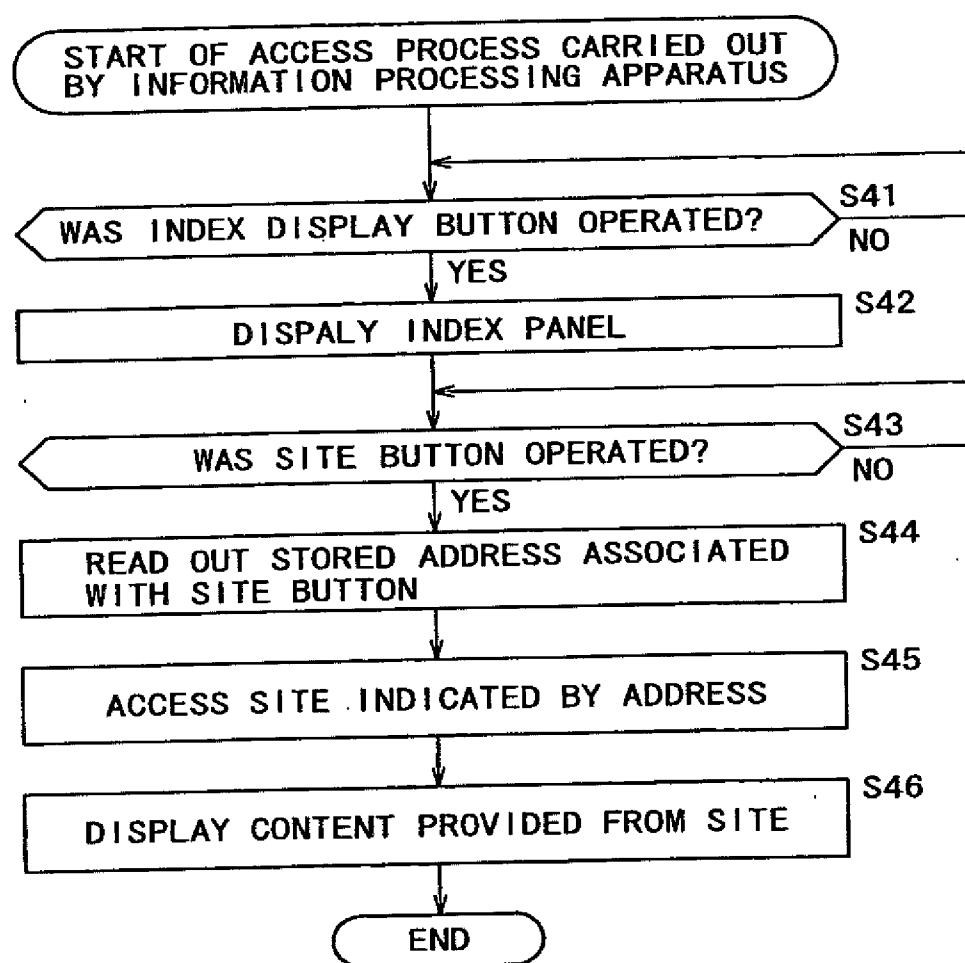 START OF ACCESS PROCESS CARRIED OUT
BY INFORMATION PROCESSING APPARATUS
WAS INDEX DISPLAY BUTTON OPERATED?
S41
NO
YES
S42
DISPALY INDEX PANEL
S43
WAS SITE BUTTON OPERATED?
NO
YES
S44
READ OUT STORED ADDRESS ASSOCIATED
WITH SITE BUTTON
S45
ACCESS SITE INDICATED BY ADDRESS
S46
DISPLAY CONTENT PROVIDED FROM SITE
END